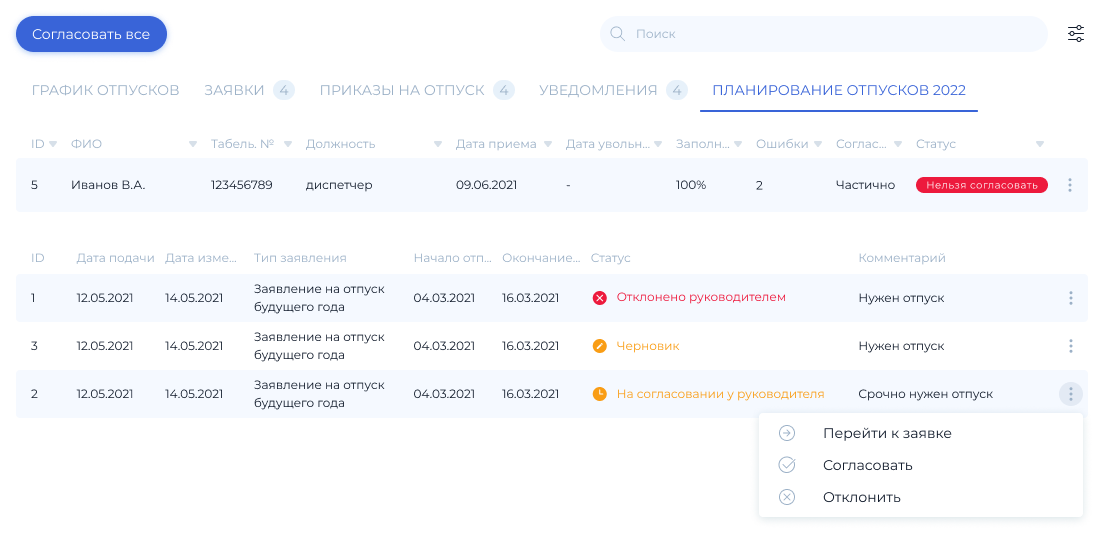 Согласовать все
Поиск
ГРАФИК ОТПУСКОВ ЗАЯВКИ 4 ПРИКАЗЫ НА ОТПУСК 4 УВЕДОМЛЕНИЯ 4 ПЛАНИРОВАНИЕ ОТПУСКОВ 2022
ID ФИО Табель. № Должность Дата приема Дата увольн... Заполн... Ошибки Соглас... Статус
5 Иванов В.А. 123456789 диспетчер 09.06.2021 - 100% 2 Частично Нельзя согласовать
ID Дата подачи Дата изме... Тип заявления Начало отп... Окончание... Статус Комментарий
1 12.05.2021 14.05.2021 Заявление на отпуск будущего года 04.03.2021 16.03.2021 Отклонено руководителем Нужен отпуск
3 12.05.2021 14.05.2021 Заявление на отпуск будущего года 04.03.2021 16.03.2021 Черновик Нужен отпуск
2 12.05.2021 14.05.2021 Заявление на отпуск будущего года 04.03.2021 16.03.2021 На согласовании у руководителя Срочно нужен отпуск
Перейти к заявке
Согласовать
Отклонить